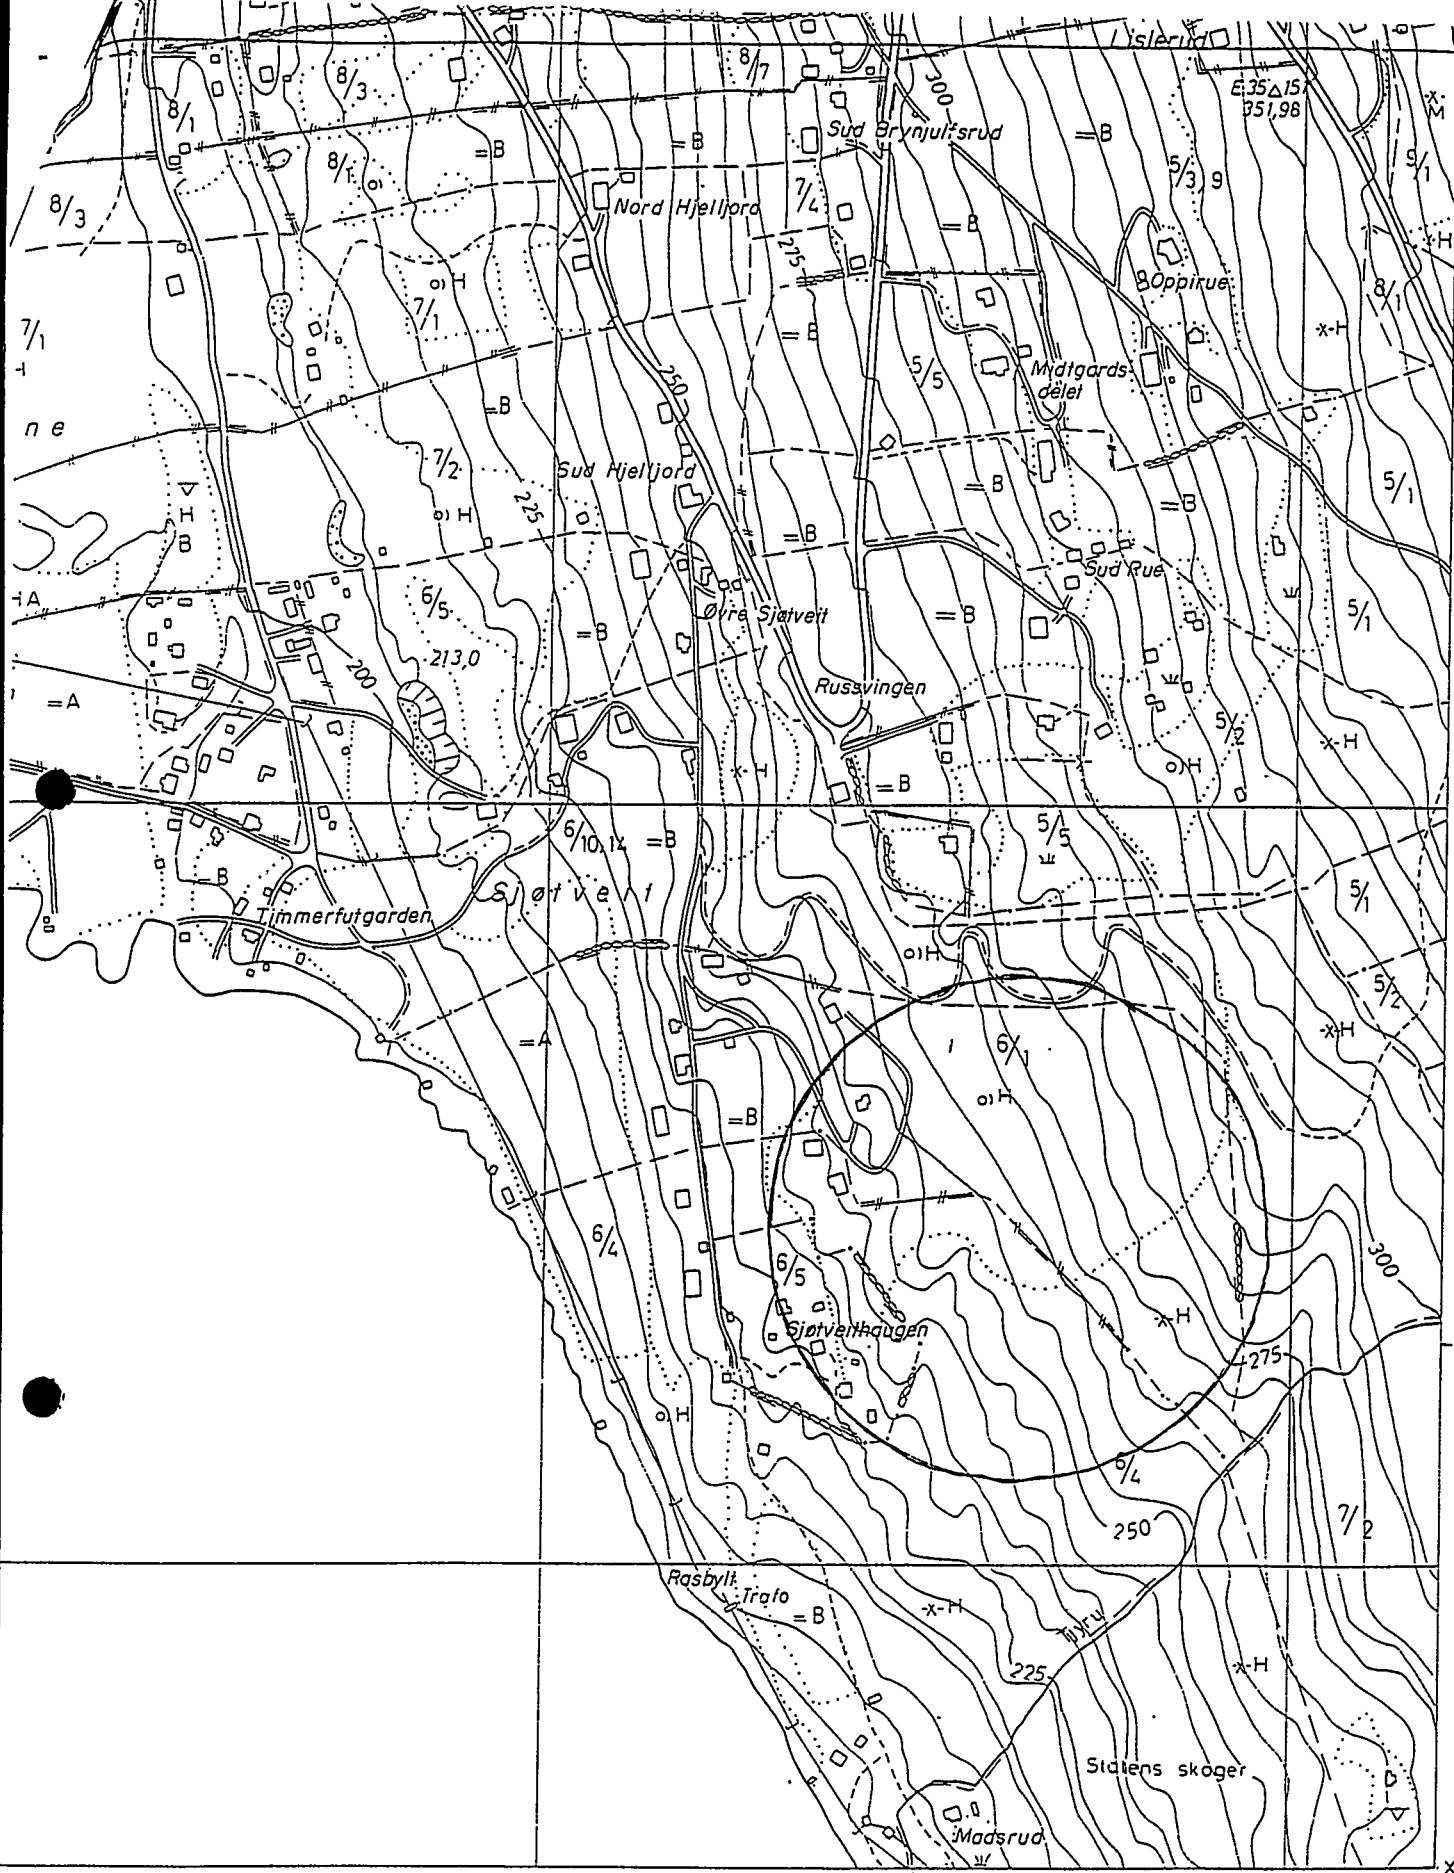 Lislerud
8/3
8/7
300
E 35 △ 15
351,98
M
8/1
=B
=B
Sud Brynjulfsrud
=B
9/1
8/1
5/3, 9
8/3
o) 
7/4
Nord Hjelljord
=B
-x-H
275
o) H
8 Oppirue
8/1
7/1
7/1
=B
-x-H
5/5
Midtgards-
delet
250
=B
ne
7/2
Sud Hjelljord
=B
5/1
225
=B
H
B
o) H
=B
Sud Rue
6/5
Øvre Sjøtveit
=B
5/1
=B
213,0
200
Russvingen
=A
5/2
-x-H
-x-H
o) H
=B
6/10,14
=B
5/5
=B
Sjøtveit
5/1
Timmerfutgarden
o) H
5/2
=A
6/1
-x-H
o) H
=B
6/4
300
6/5
-x-H
Sjøtveithaugen
275
o) H
6/4
250
7/2
Rasbylt
Trafo
=B
-x-H
225
-x-H
Statens skoger
Madsrud